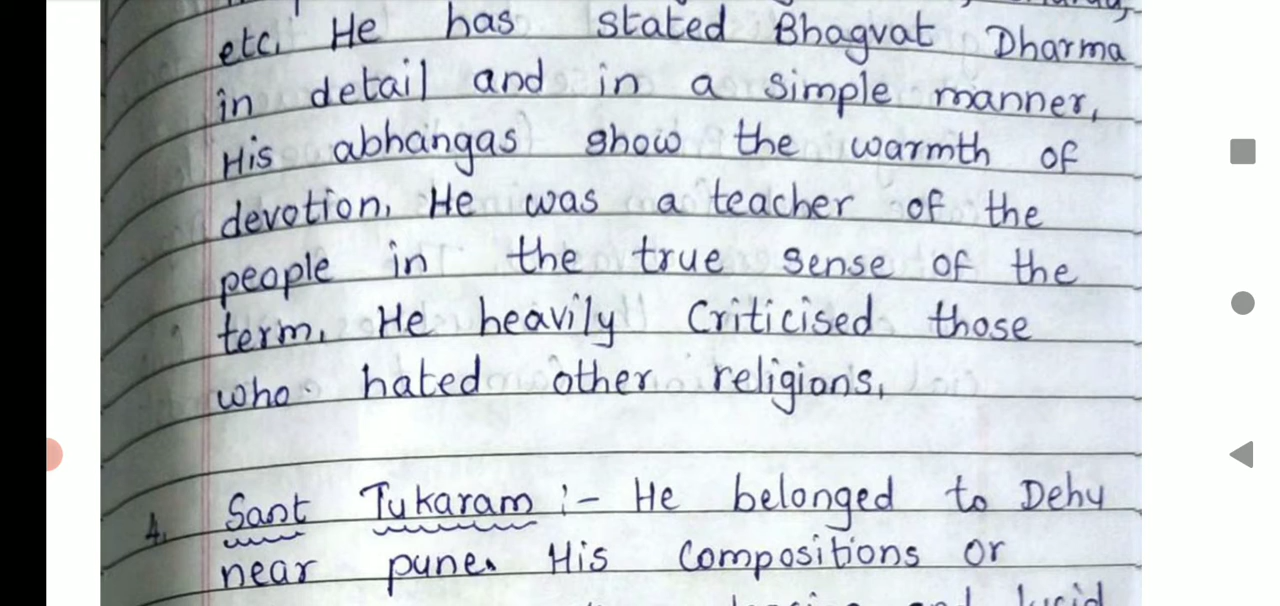 etc. He has stated Bhagvat Dharma
in detail and in a simple manner,
His abhangas show the warmth of
devotion. He was a teacher of the
people in the true sense of the
term. He heavily Criticised those
who hated other religions.
4. Sant Tukaram :- He belonged to Dehu
near pune. His Compositions or
and lucid